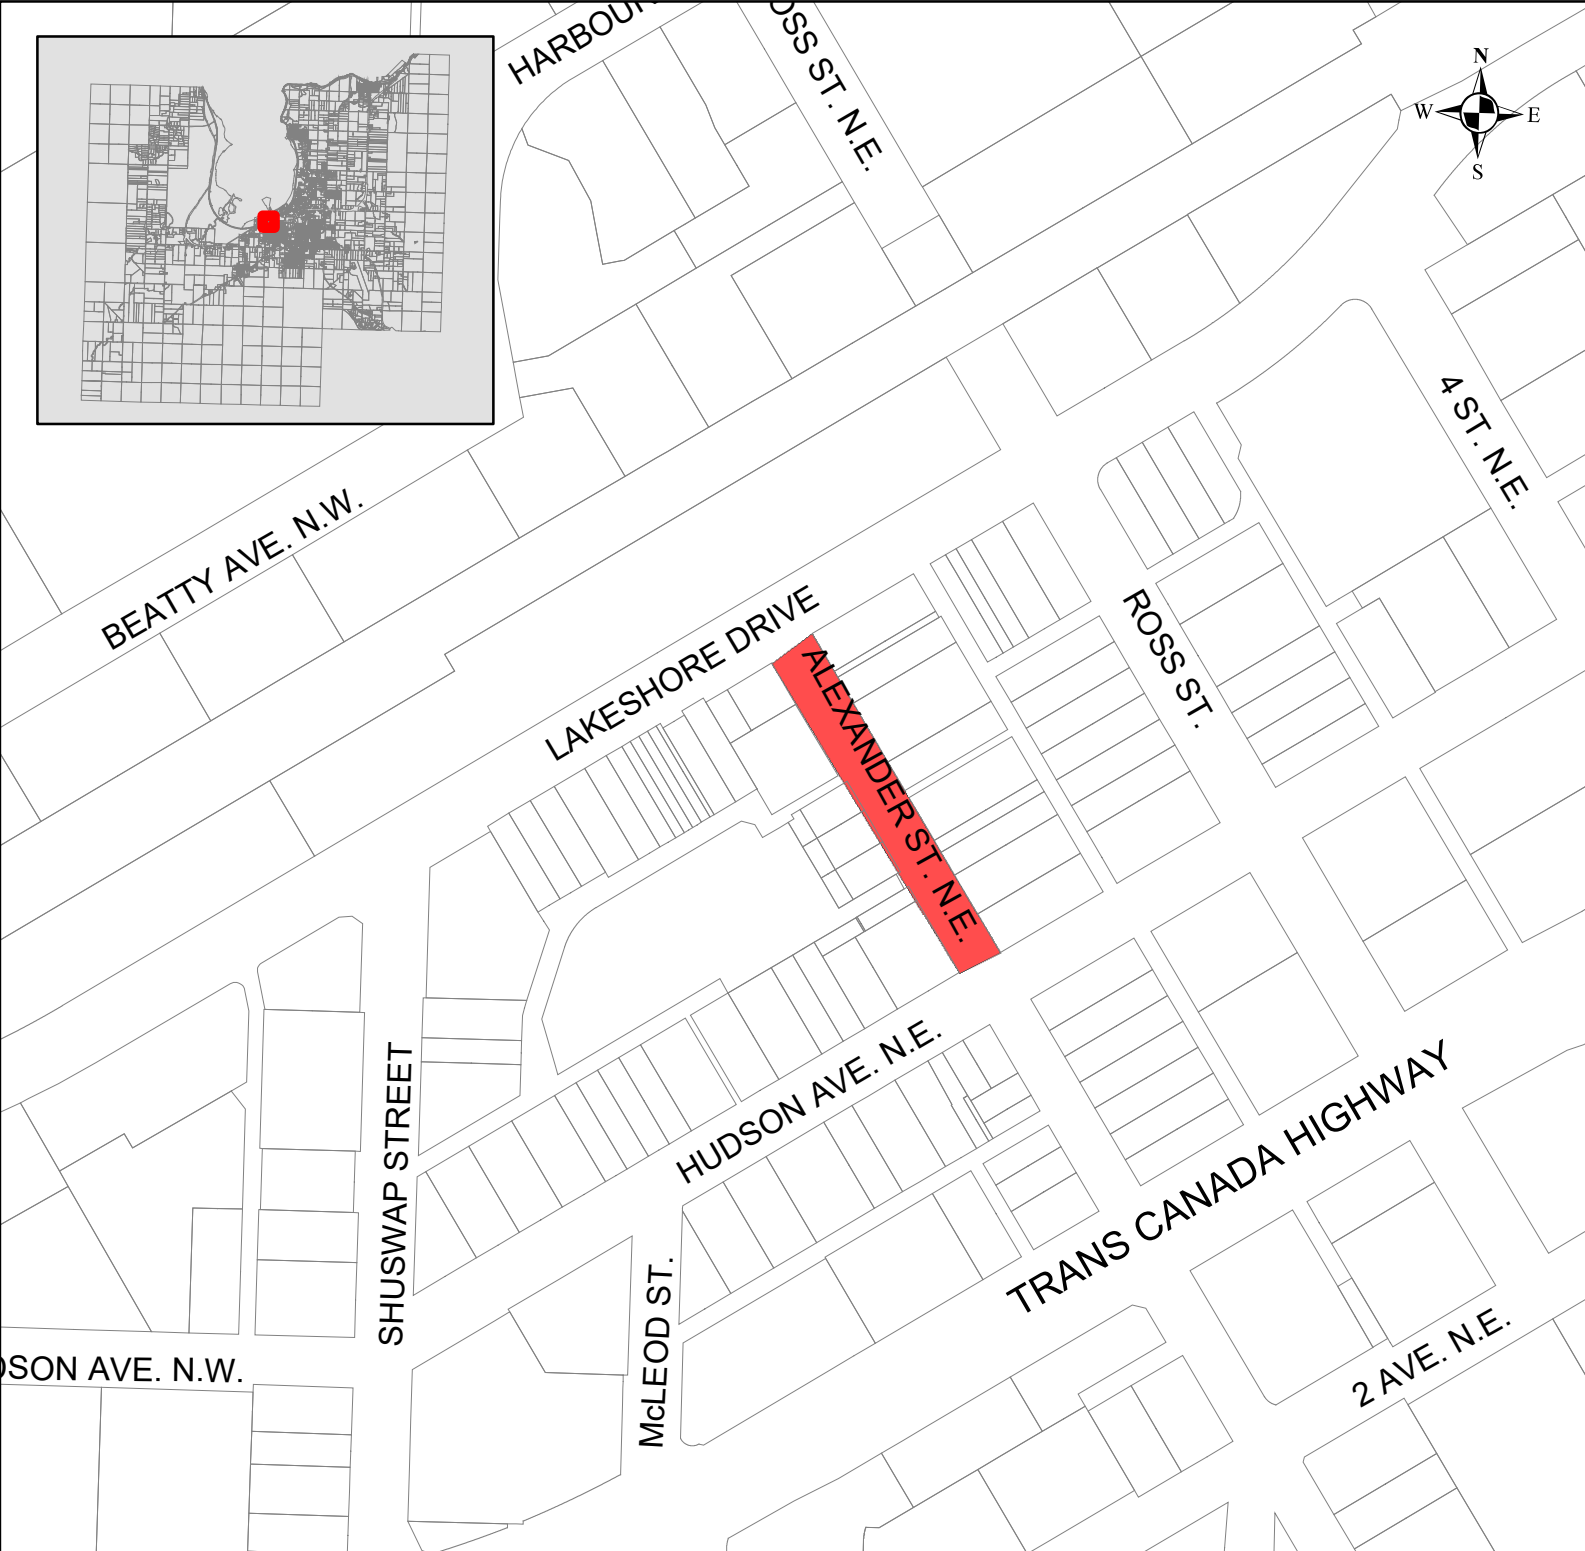 HARBOUR
OSS ST. N.E.
N
W
E
S
4 ST. N.E.
BEATTY AVE. N.W.
LAKESHORE DRIVE
ROSS ST.
ALEXANDER ST. N.E.
HUDSON AVE. N.E.
SHUSWAP STREET
TRANS CANADA HIGHWAY
McLEOD ST.
DSON AVE. N.W.
2 AVE. N.E.